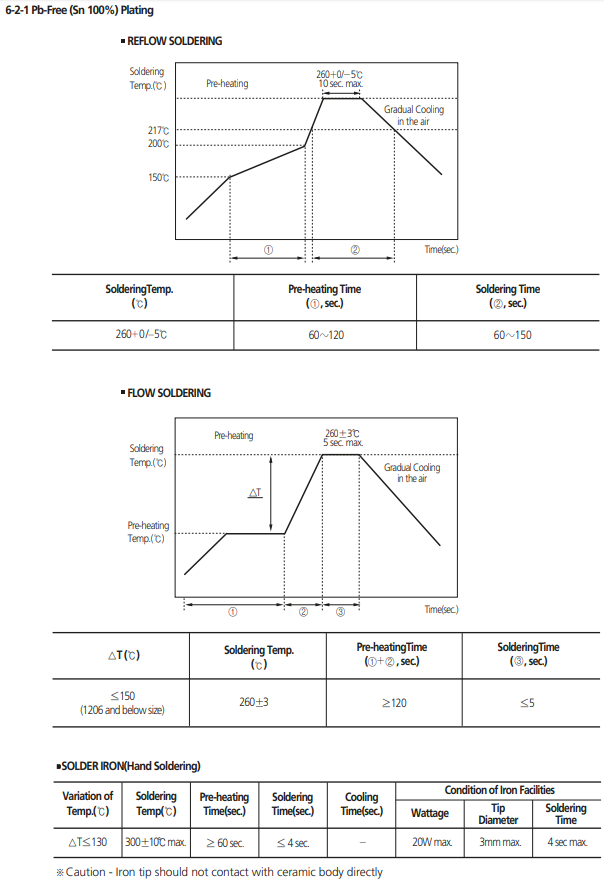 6-2-1 Pb-Free (Sn 100%) Plating
▪ REFLOW SOLDERING
Soldering
Temp.(℃)
Pre-heating
260+0/−5℃
10 sec. max.
Gradual Cooling
in the air
217℃
200℃
150℃
①
②
Time(sec.)
SolderingTemp. Pre-heating Time Soldering Time
(℃) (①, sec.) (②, sec.)
260+0/−5℃ 60∼120 60∼150
▪ FLOW SOLDERING
Pre-heating
260±3℃
5 sec. max.
Soldering
Temp.(℃)
Gradual Cooling
in the air
△T
Pre-heating
Temp.(℃)
①
②
③
Time(sec.)
△T(℃) Soldering Temp. Pre-heatingTime SolderingTime
(℃) (①+②, sec.) (③, sec.)
≤150
(1206 and below size) 260±3 ≥120 ≤5
▪SOLDER IRON(Hand Soldering)
Variation of Soldering Pre-heating Soldering Cooling Condition of Iron Facilities
Temp.(℃) Temp(℃) Time(sec.) Time(sec.) Time(sec.) Wattage Tip Soldering
Diameter Time
△T≤130 300±10℃ max. ≥ 60 sec. ≤ 4 sec. − 20W max. 3mm max. 4 sec max.
※ Caution - Iron tip should not contact with ceramic body directly